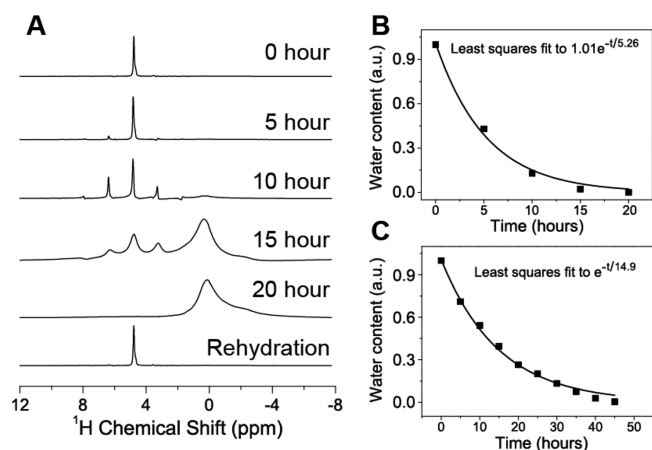 A
0 hour
5 hour
10 hour
15 hour
20 hour
Rehydration
12 8 4 0 -4 -8
¹H Chemical Shift (ppm)
B
Least squares fit to 1.01e⁻ᵗ/⁵·²⁶
Water content (a.u.)
0.9
0.6
0.3
0.0
0 5 10 15 20
Time (hours)
C
Least squares fit to e⁻ᵗ/¹⁴·⁹
Water content (a.u.)
0.9
0.6
0.3
0.0
0 10 20 30 40 50
Time (hours)